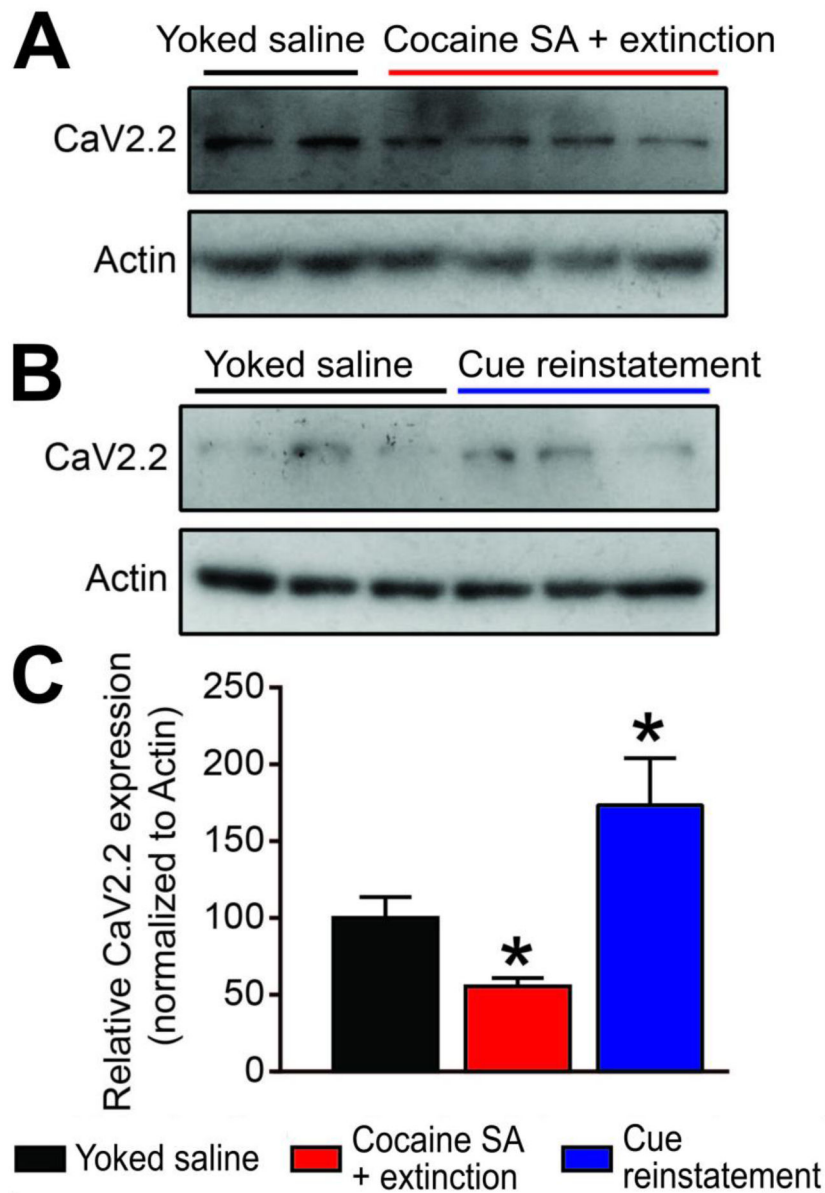 A
Yoked saline Cocaine SA + extinction
CaV2.2
Actin
B
Yoked saline Cue reinstatement
CaV2.2
Actin
C
Relative CaV2.2 expression
(normalized to Actin)
250
200
150
100
50
0
*
*
Yoked saline
Cocaine SA
+ extinction
Cue
reinstatement